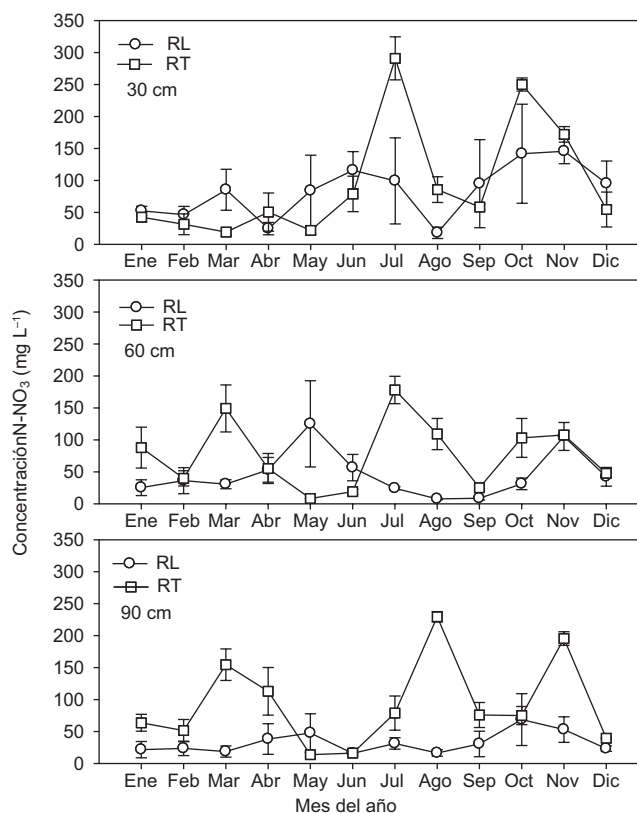 350
300
250
200
150
100
50
0
RL
RT
30 cm
Ene Feb Mar Abr May Jun Jul Ago Sep Oct Nov Dic
350
300
250
200
150
100
50
0
RL
RT
60 cm
Ene Feb Mar Abr May Jun Jul Ago Sep Oct Nov Dic
ConcentraciónN-NO₃ (mg L⁻¹)
350
300
250
200
150
100
50
0
RL
RT
90 cm
Ene Feb Mar Abr May Jun Jul Ago Sep Oct Nov Dic
Mes del año